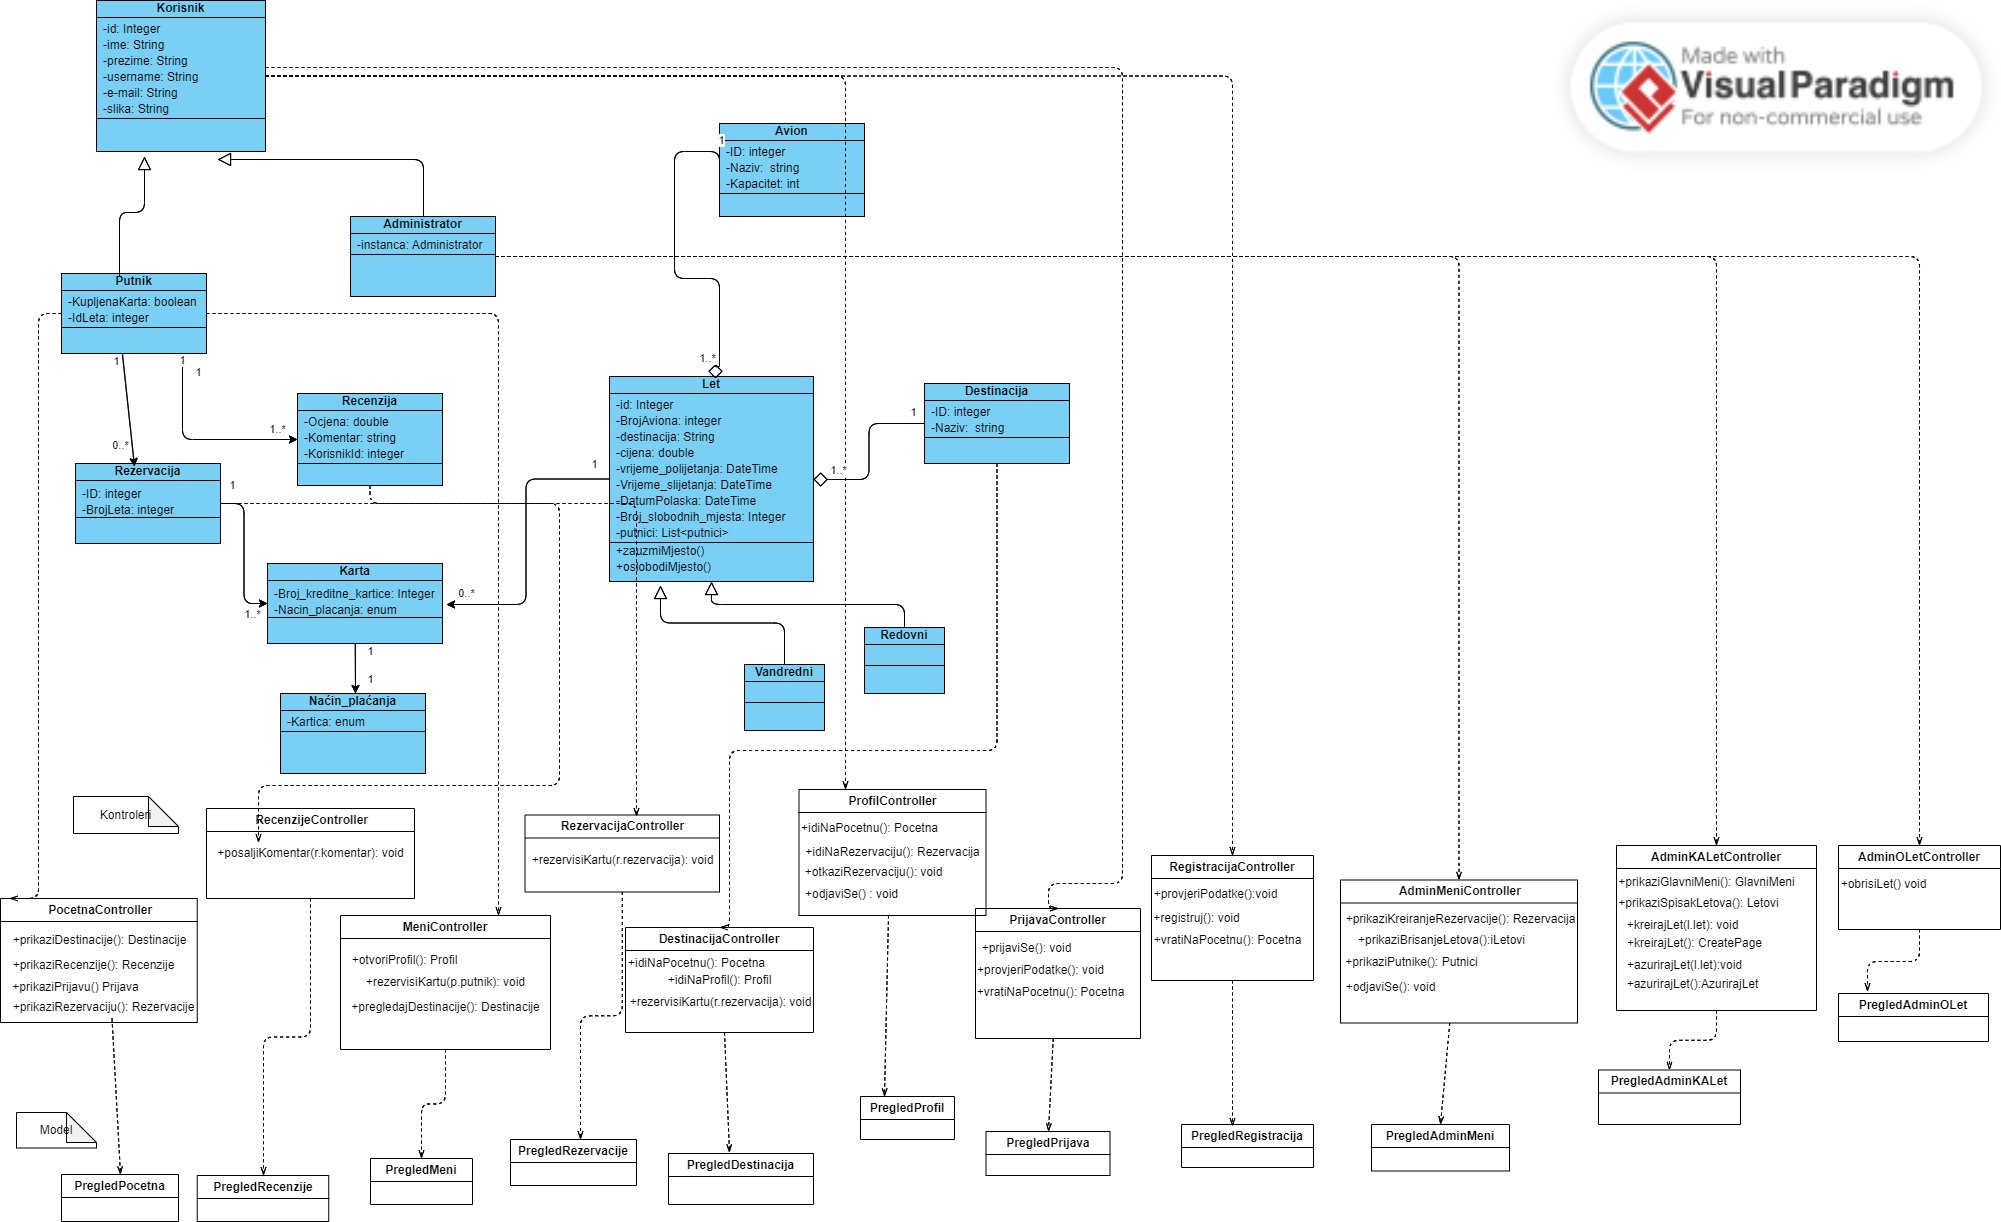 Korisnik
-id: Integer
-ime: String
-prezime: String
-username: String
-e-mail: String
-slika: String
Made with
Visual Paradigm
For non-commercial use
Avion
1
-ID: integer
-Naziv:  string
-Kapacitet: int
Administrator
-instanca: Administrator
Putnik
-KupljenaKarta: boolean
-IdLeta: integer
1
1
1
0..*
1..*
Recenzija
-Ocjena: double
-Komentar: string
-KorisnikId: integer
1..*
Let
-id: Integer
-BrojAviona: integer
-destinacija: String
-cijena: double
-vrijeme_polijetanja: DateTime
-Vrijeme_slijetanja: DateTime
-DatumPolaska: DateTime
-Broj_slobodnih_mjesta: Integer
-putnici: List<putnici>
+zauzmiMjesto()
+oslobodiMjesto()
1
1..*
Destinacija
-ID: integer
-Naziv:  string
Rezervacija
-ID: integer
-BrojLeta: integer
1
1
0..*
1..*
Karta
-Broj_kreditne_kartice: Integer
-Nacin_placanja: enum
1
1
Naćin_plaćanja
-Kartica: enum
Redovni
Vandredni
Kontroleri
RecenzijeController
+posaljiKomentar(r.komentar): void
RezervacijaController
+rezervisiKartu(r.rezervacija): void
ProfilController
+idiNaPocetnu(): Pocetna
+idiNaRezervaciju(): Rezervacija
+otkaziRezervaciju(): void
+odjaviSe() : void
RegistracijaController
+provjeriPodatke():void
+registruj(): void
+vratiNaPocetnu(): Pocetna
AdminMeniController
+prikaziKreiranjeRezervacije(): Rezervacija
+prikaziBrisanjeLetova():iLetovi
+prikaziPutnike(): Putnici
+odjaviSe(): void
AdminKALetController
+prikaziGlavniMeni(): GlavniMeni
+prikaziSpisakLetova(): Letovi
+kreirajLet(l.let): void
+kreirajLet(): CreatePage
+azurirajLet(l.let):void
+azurirajLet():AzurirajLet
AdminOLetController
+obrisiLet() void
PocetnaController
+prikaziDestinacije(): Destinacije
+prikaziRecenzije(): Recenzije
+prikaziPrijavu() Prijava
+prikaziRezervaciju(): Rezervacije
MeniController
+otvoriProfil(): Profil
+rezervisiKartu(p.putnik): void
+pregledajDestinacije(): Destinacije
DestinacijaController
+idiNaPocetnu(): Pocetna
+idiNaProfil(): Profil
+rezervisiKartu(r.rezervacija): void
PrijavaController
+prijaviSe(): void
+provjeriPodatke(): void
+vratiNaPocetnu(): Pocetna
PregledAdminOLet
PregledAdminKALet
PregledProfil
Model
PregledPocetna
PregledRecenzije
PregledMeni
PregledRezervacije
PregledDestinacija
PregledPrijava
PregledRegistracija
PregledAdminMeni